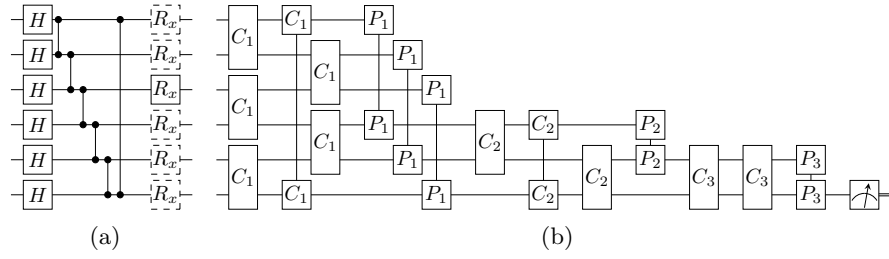 H R_x C_1 C_1 P_1
H R_x C_1 P_1
H R_x C_1 P_1
H R_x C_1 P_1 C_2 C_2 P_2
H R_x C_1 C_1 P_1 C_2 P_2 C_3 C_3 P_3
H R_x C_1 P_1 C_2 P_3
(a) (b)